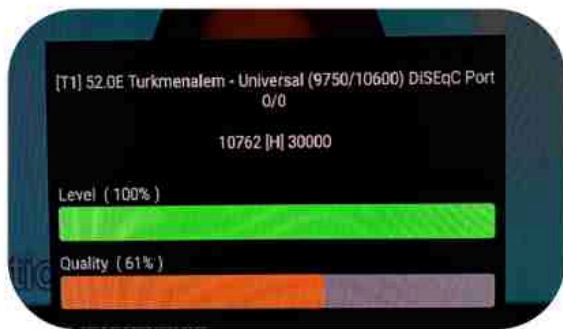 [T1] 52.0E Turkmenalem - Universal (9750/10600) DiSEqC Port
0/0
10762 [H] 30000
Level ( 100% )
Quality ( 61% )